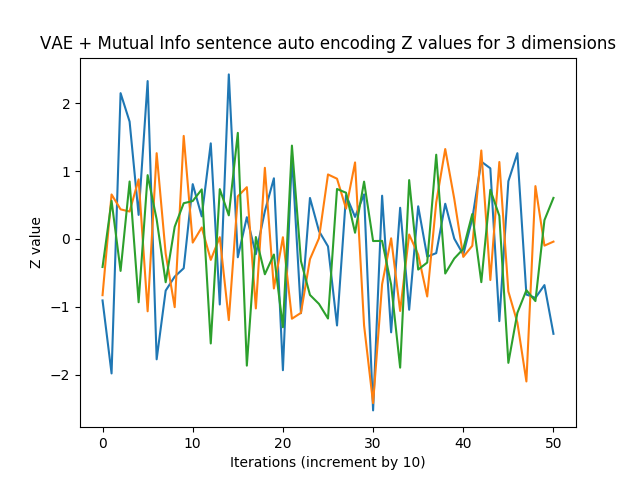 VAE + Mutual Info sentence auto encoding Z values for 3 dimensions
Z value
2
1
0
−1
−2
0 10 20 30 40 50
Iterations (increment by 10)